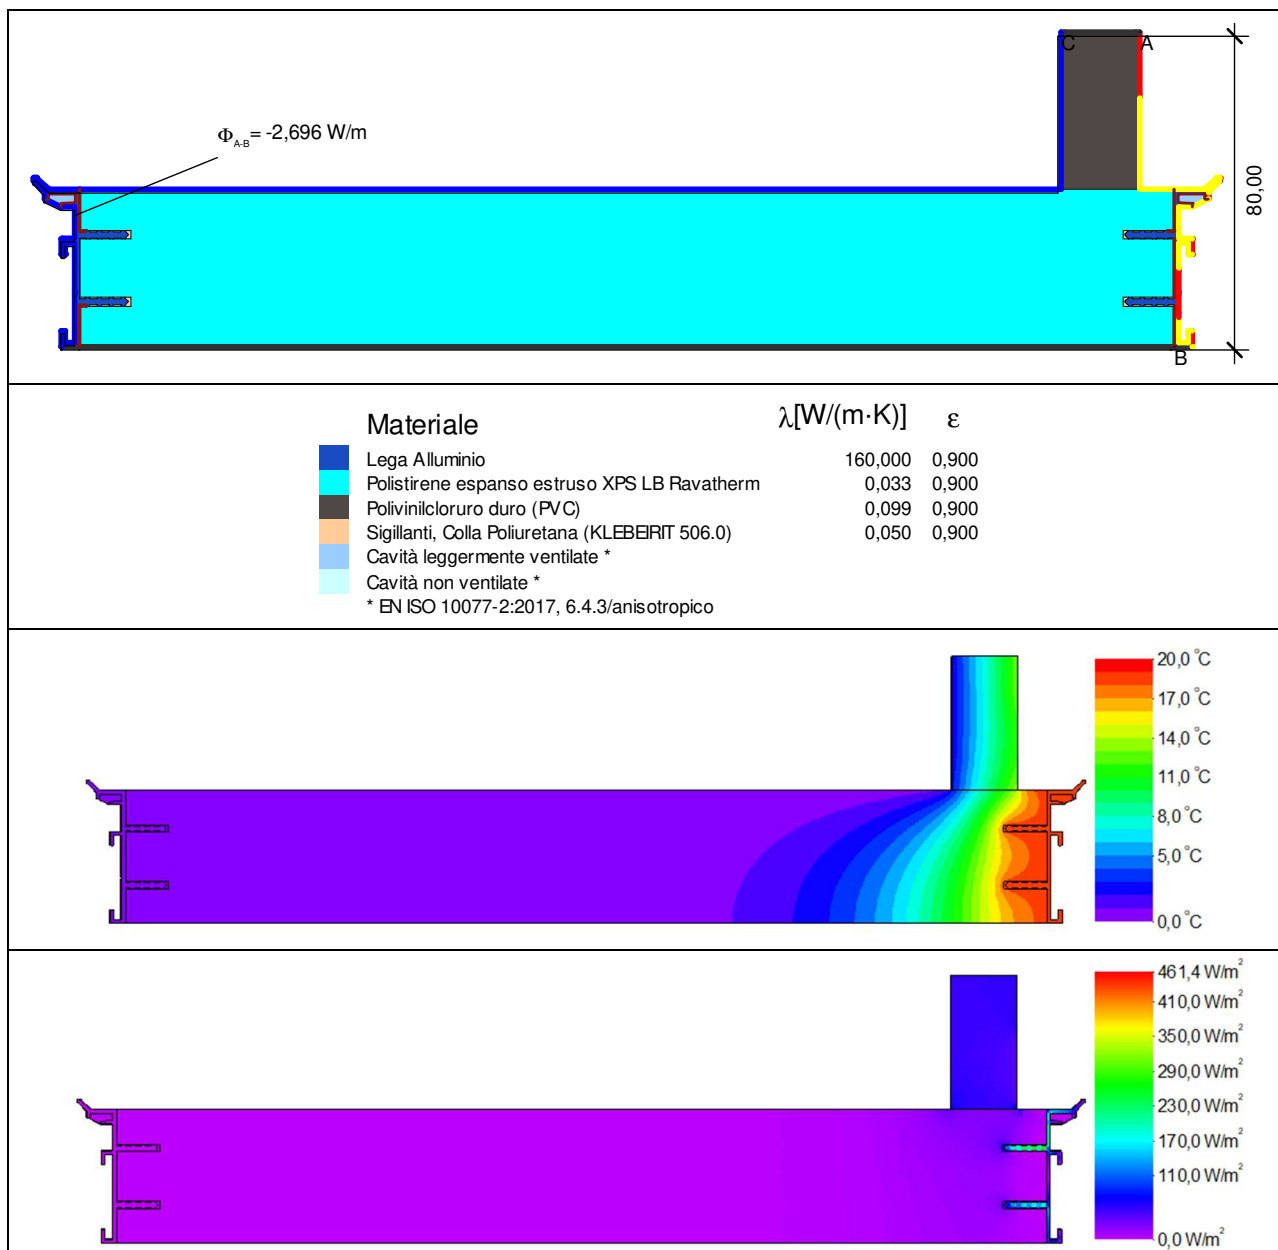 C A
ΦA-B= -2,696 W/m
80,00
B
Materiale λ[W/(m·K)] ε
Lega Alluminio 160,000 0,900
Polistirene espanso estruso XPS LB Ravatherm 0,033 0,900
Polivinilcloruro duro (PVC) 0,099 0,900
Sigillanti, Colla Poliuretana (KLEBEIRIT 506.0) 0,050 0,900
Cavità leggermente ventilate *
Cavità non ventilate *
* EN ISO 10077-2:2017, 6.4.3/anisotropico
20,0 °C
17,0 °C
14,0 °C
11,0 °C
8,0 °C
5,0 °C
0,0 °C
461,4 W/m²
410,0 W/m²
350,0 W/m²
290,0 W/m²
230,0 W/m²
170,0 W/m²
110,0 W/m²
0,0 W/m²